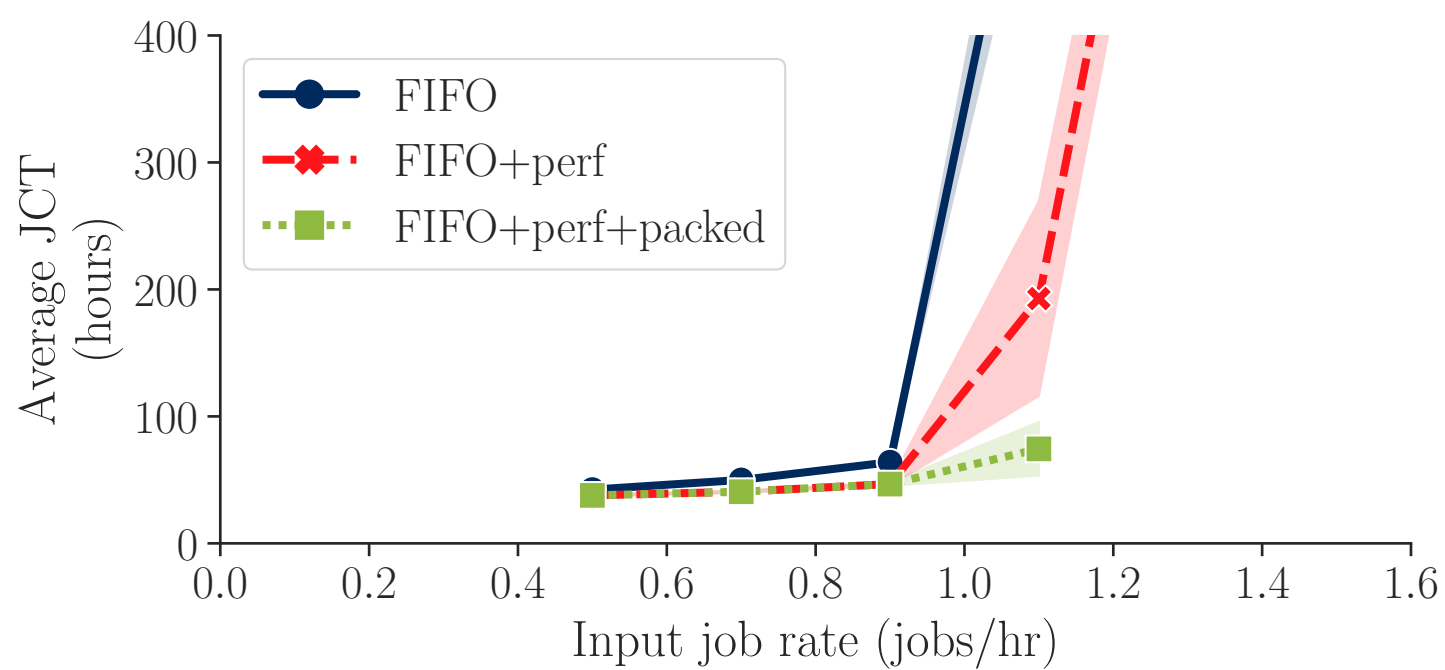 Average JCT
(hours)
400
300
200
100
0
FIFO
FIFO+perf
FIFO+perf+packed
0.0 0.2 0.4 0.6 0.8 1.0 1.2 1.4 1.6
Input job rate (jobs/hr)